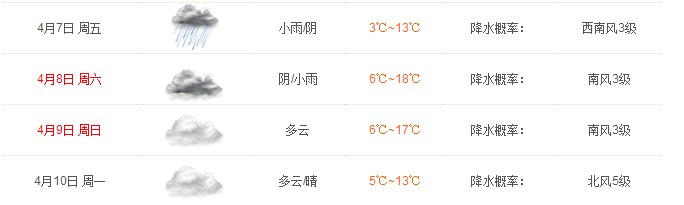 4月7日 周五 小雨/阴 3℃~13℃ 降水概率： 西南风3级
4月8日 周六 阴/小雨 6℃~18℃ 降水概率： 南风3级
4月9日 周日 多云 6℃~17℃ 降水概率： 南风3级
4月10日 周一 多云/晴 5℃~13℃ 降水概率： 北风5级